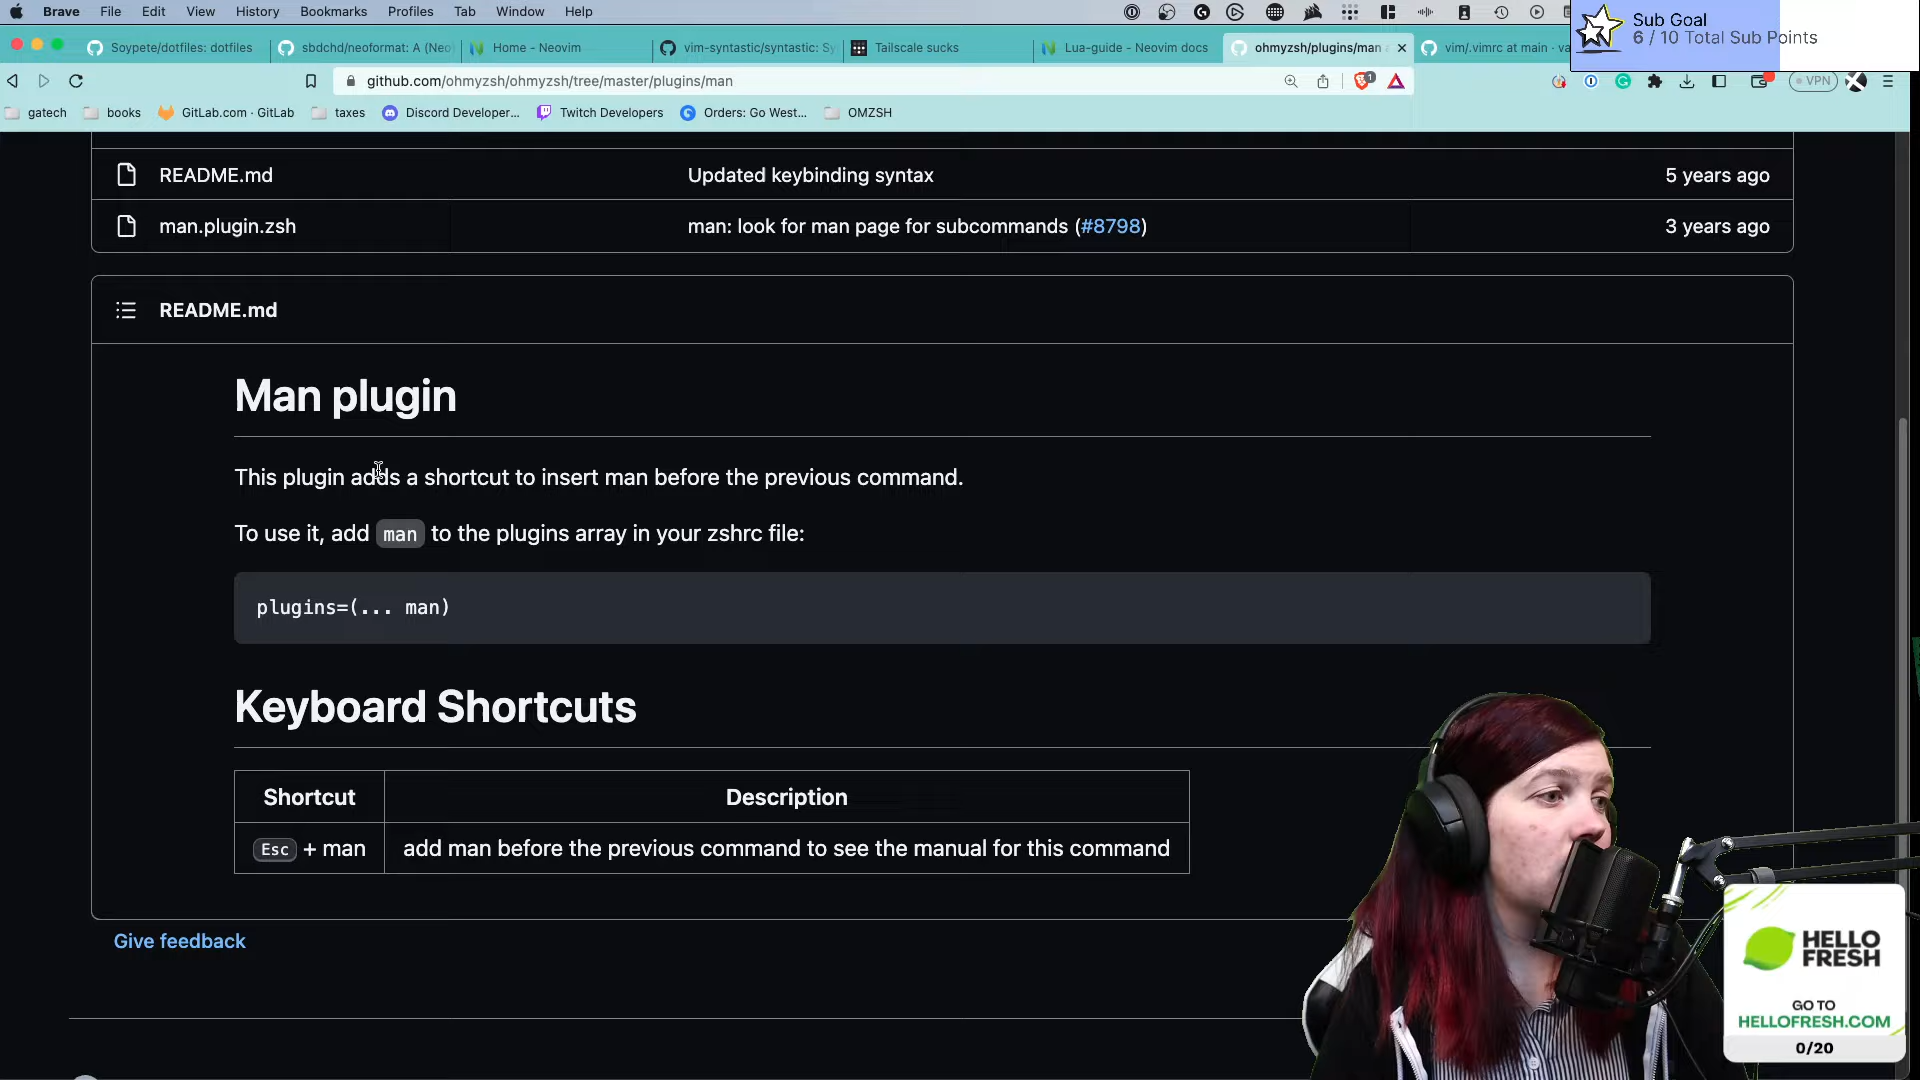 Brave File Edit View History Bookmarks Profiles Tab Window Help
Sub Goal
6 / 10 Total Sub Points
Soypete/dotfiles: dotfiles
sbdchd/neoformat: A (Neo
Home - Neovim
vim-syntastic/syntastic: Sy
Tailscale sucks
Lua-guide - Neovim docs
ohmyzsh/plugins/man
vim/.vimrc at main · va
github.com/ohmyzsh/ohmyzsh/tree/master/plugins/man
1
VPN
gatech books GitLab.com · GitLab taxes Discord Developer... Twitch Developers Orders: Go West... OMZSH
README.md Updated keybinding syntax 5 years ago
man.plugin.zsh man: look for man page for subcommands (#8798) 3 years ago
README.md
Man plugin
This plugin adds a shortcut to insert man before the previous command.
To use it, add man to the plugins array in your zshrc file:
plugins=(... man)
Keyboard Shortcuts
Shortcut Description
Esc + man add man before the previous command to see the manual for this command
Give feedback
HELLO
FRESH
GO TO
HELLOFRESH.COM
0/20